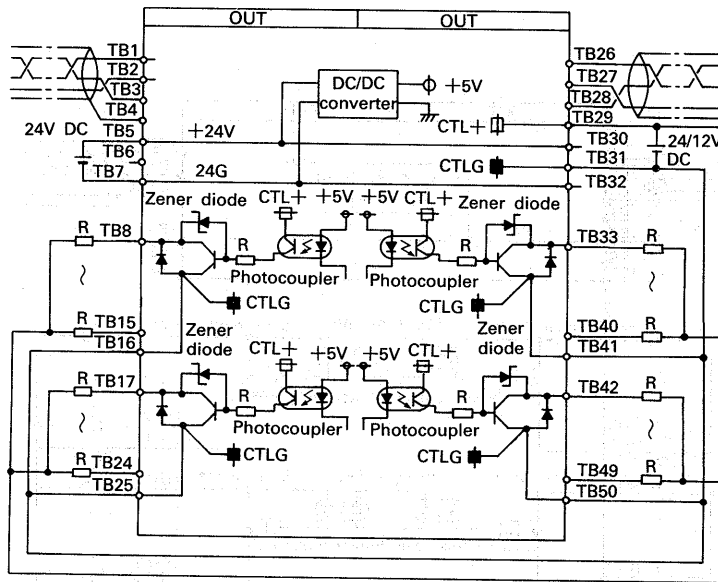 OUT
OUT
TB1
TB2
TB3
TB4
TB5
TB6
TB7
24V DC
+24V
24G
DC/DC
converter
+5V
CTL+
CTLG
TB26
TB27
TB28
TB29
TB30
TB31
TB32
24/12V
DC
Zener diode
CTL+
+5V
+5V
CTL+
Zener diode
R
TB8
R
Photocoupler
R
TB33
R
CTLG
CTLG
R
TB15
TB16
Zener
diode
Zener
diode
TB40
R
TB41
CTL+
+5V
+5V
CTL+
R
TB17
R
Photocoupler
Photocoupler
R
TB42
R
CTLG
CTLG
R
TB24
TB25
TB49
R
TB50
Photocoupler